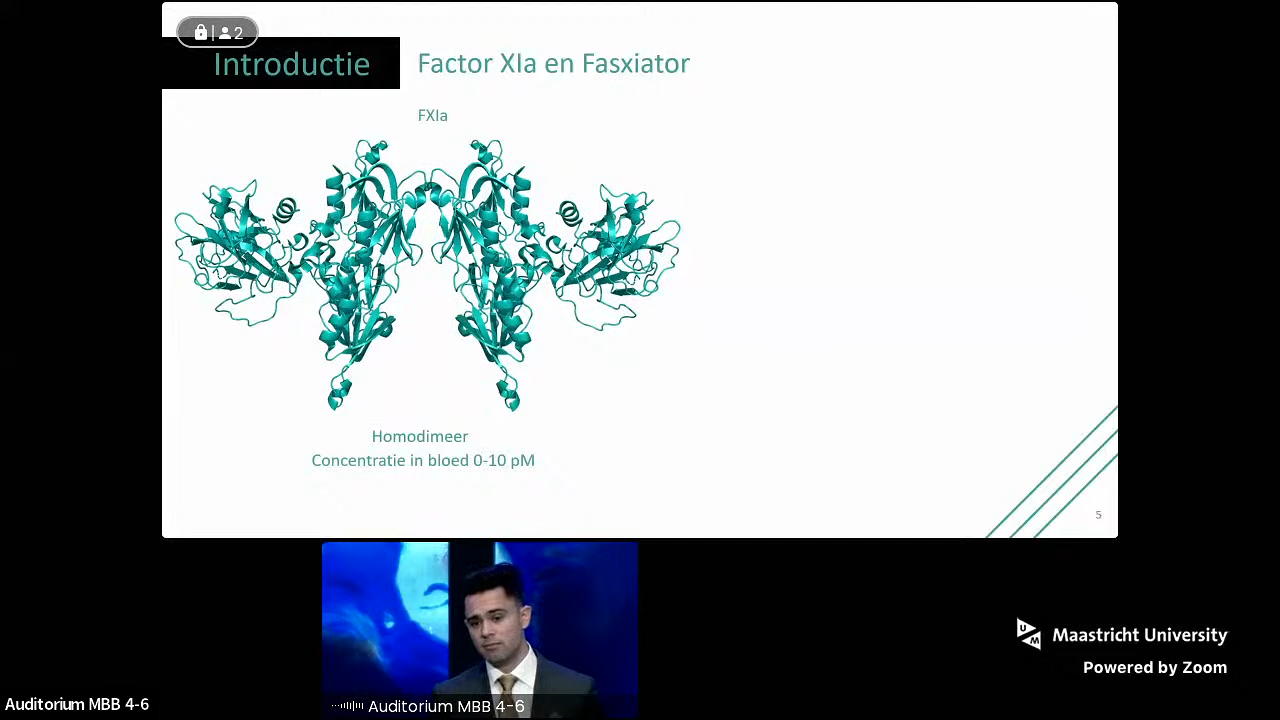 2
Introductie
Factor XIa en Fasxiator
FXIa
Homodimeer
Concentratie in bloed 0-10 pM
5
U
M
Maastricht University
Powered by Zoom
Auditorium MBB 4-6
Auditorium MBB 4-6